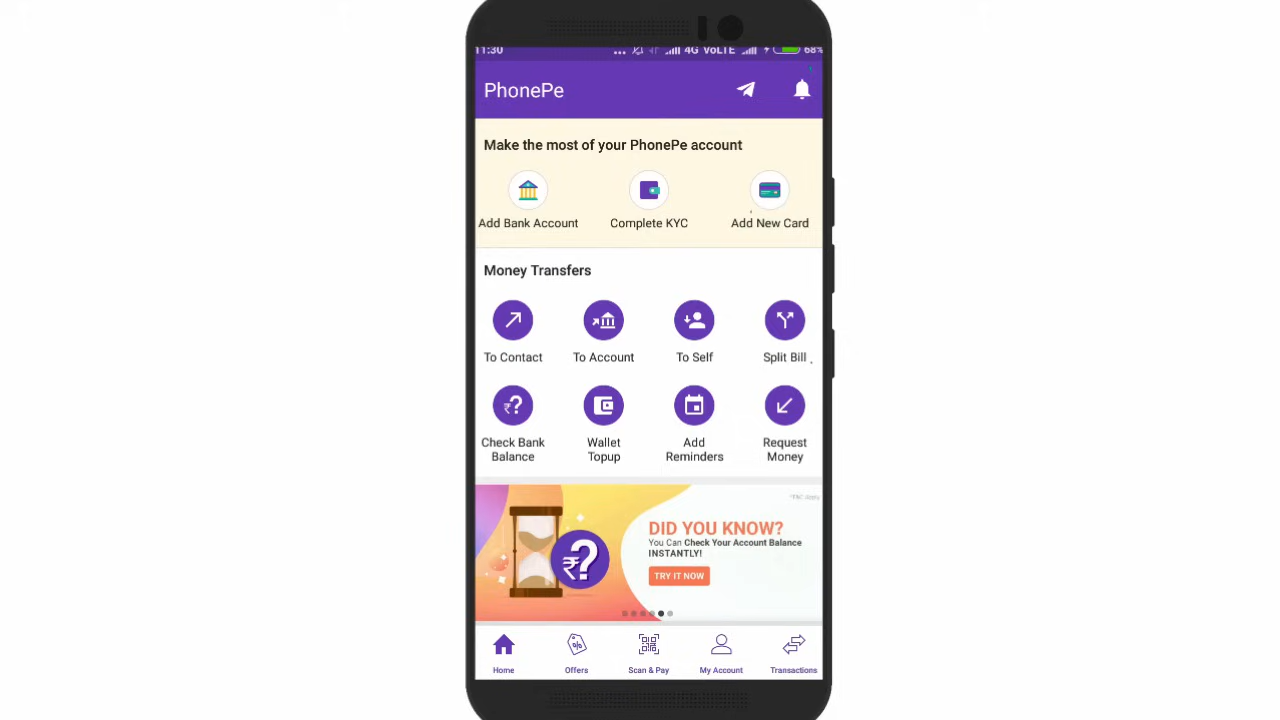 11:30 ... 4G VoLTE 68%
PhonePe
Make the most of your PhonePe account
Add Bank Account Complete KYC Add New Card
Money Transfers
To Contact To Account To Self Split Bill
₹?
Check Bank Wallet Add Request
Balance Topup Reminders Money
DID YOU KNOW?
You Can Check Your Account Balance
INSTANTLY!
₹?
TRY IT NOW
%
Home Offers Scan & Pay My Account Transactions